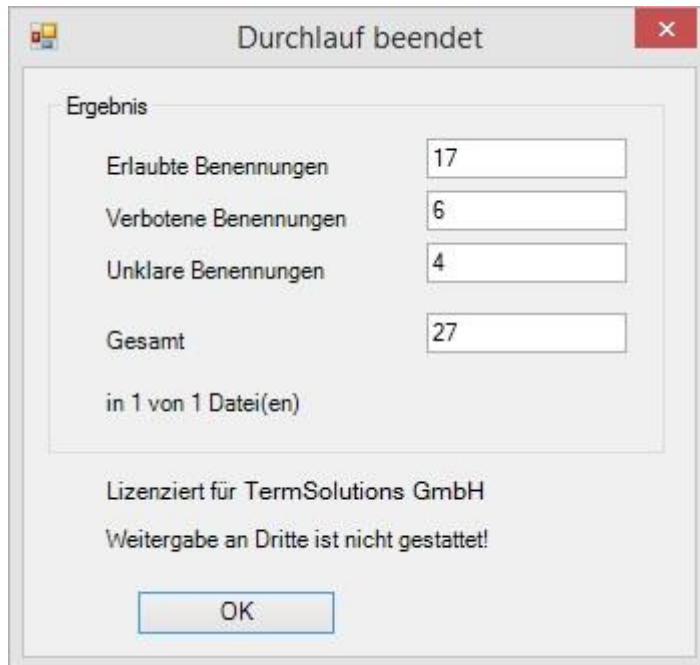 Durchlauf beendet
Ergebnis
Erlaubte Benennungen 17
Verbotene Benennungen 6
Unklare Benennungen 4
Gesamt 27
in 1 von 1 Datei(en)
Lizenziert für TermSolutions GmbH
Weitergabe an Dritte ist nicht gestattet!
OK